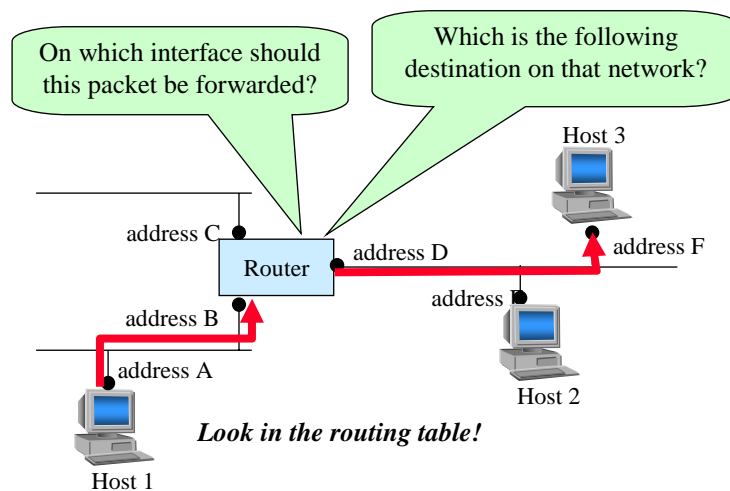 On which interface should
this packet be forwarded?
Which is the following
destination on that network?
Host 3
address C
address D
address F
Router
address B
address
address A
Host 2
Look in the routing table!
Host 1